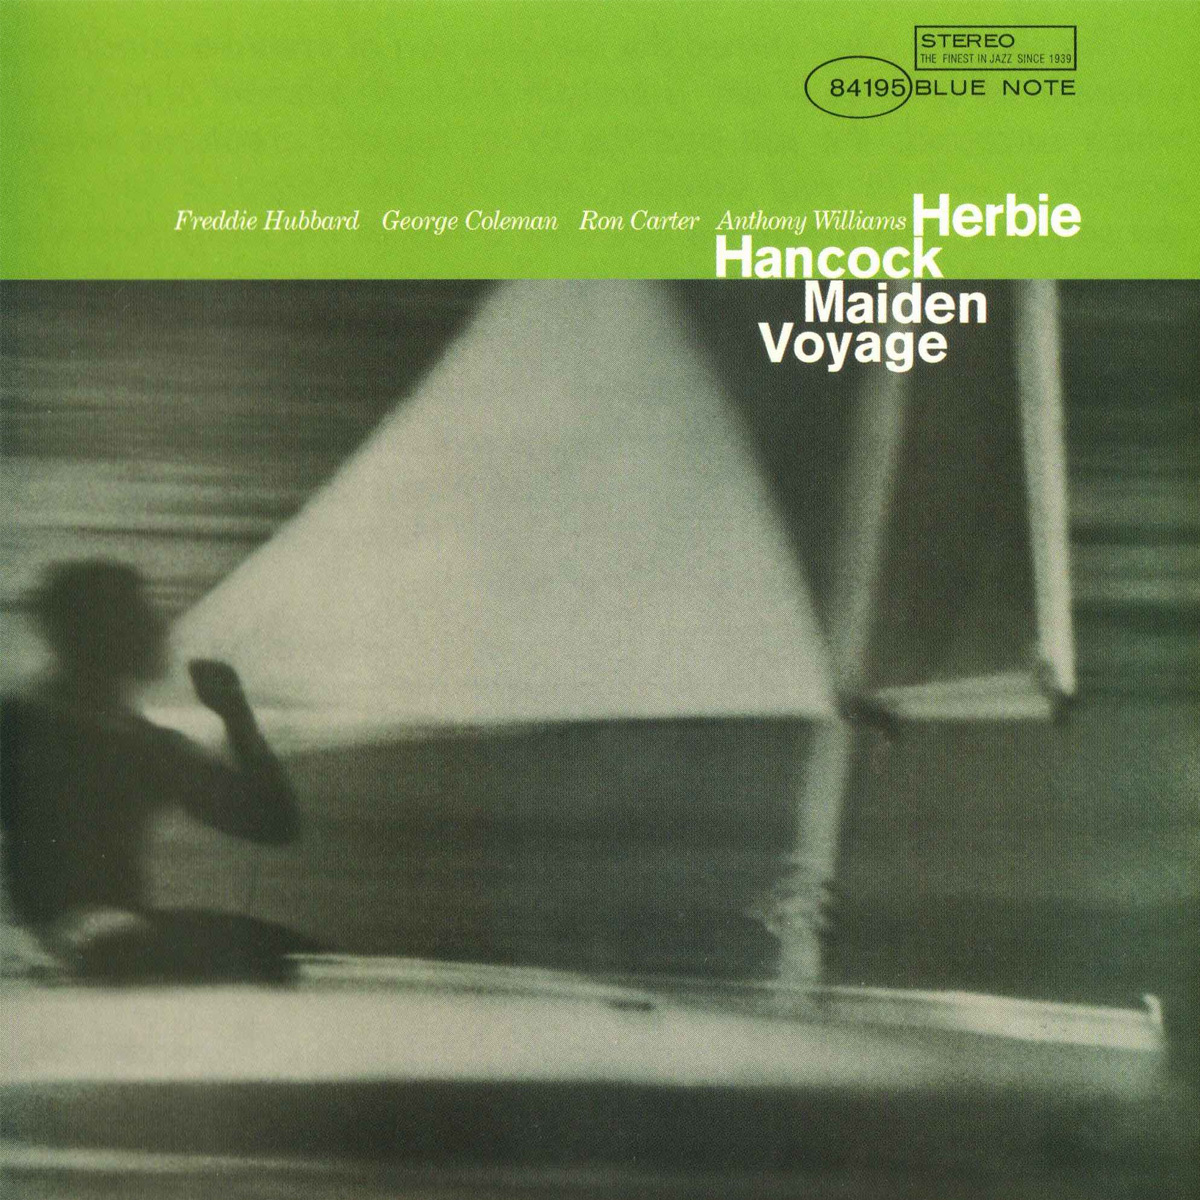 STEREO
THE FINEST IN JAZZ SINCE 1939
84195 BLUE NOTE
Freddie Hubbard George Coleman Ron Carter Anthony Williams Herbie
Hancock
Maiden
Voyage